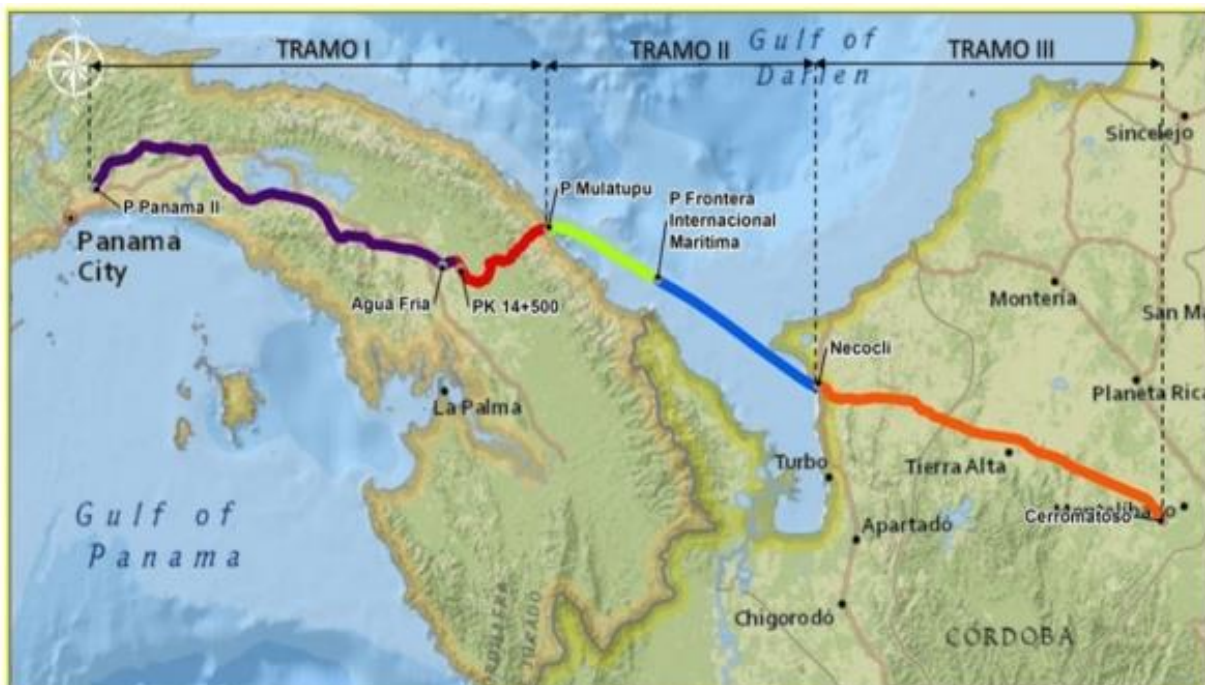 TRAMO I
TRAMO II
TRAMO III
Gulf of
Darien
W
Sincelejo
P Mulatupu
P Frontera
Internacional
Maritima
P Panama II
Panama
City
Agua Fria
PK 14+500
Montería
San Ma
Necocli
Planeta Rica
La Palma
Turbo
Tierra Alta
Cerromatoso
Apartadó
Gulf of
Panama
Chigorodó
CÓRDOBA
JURADÓ